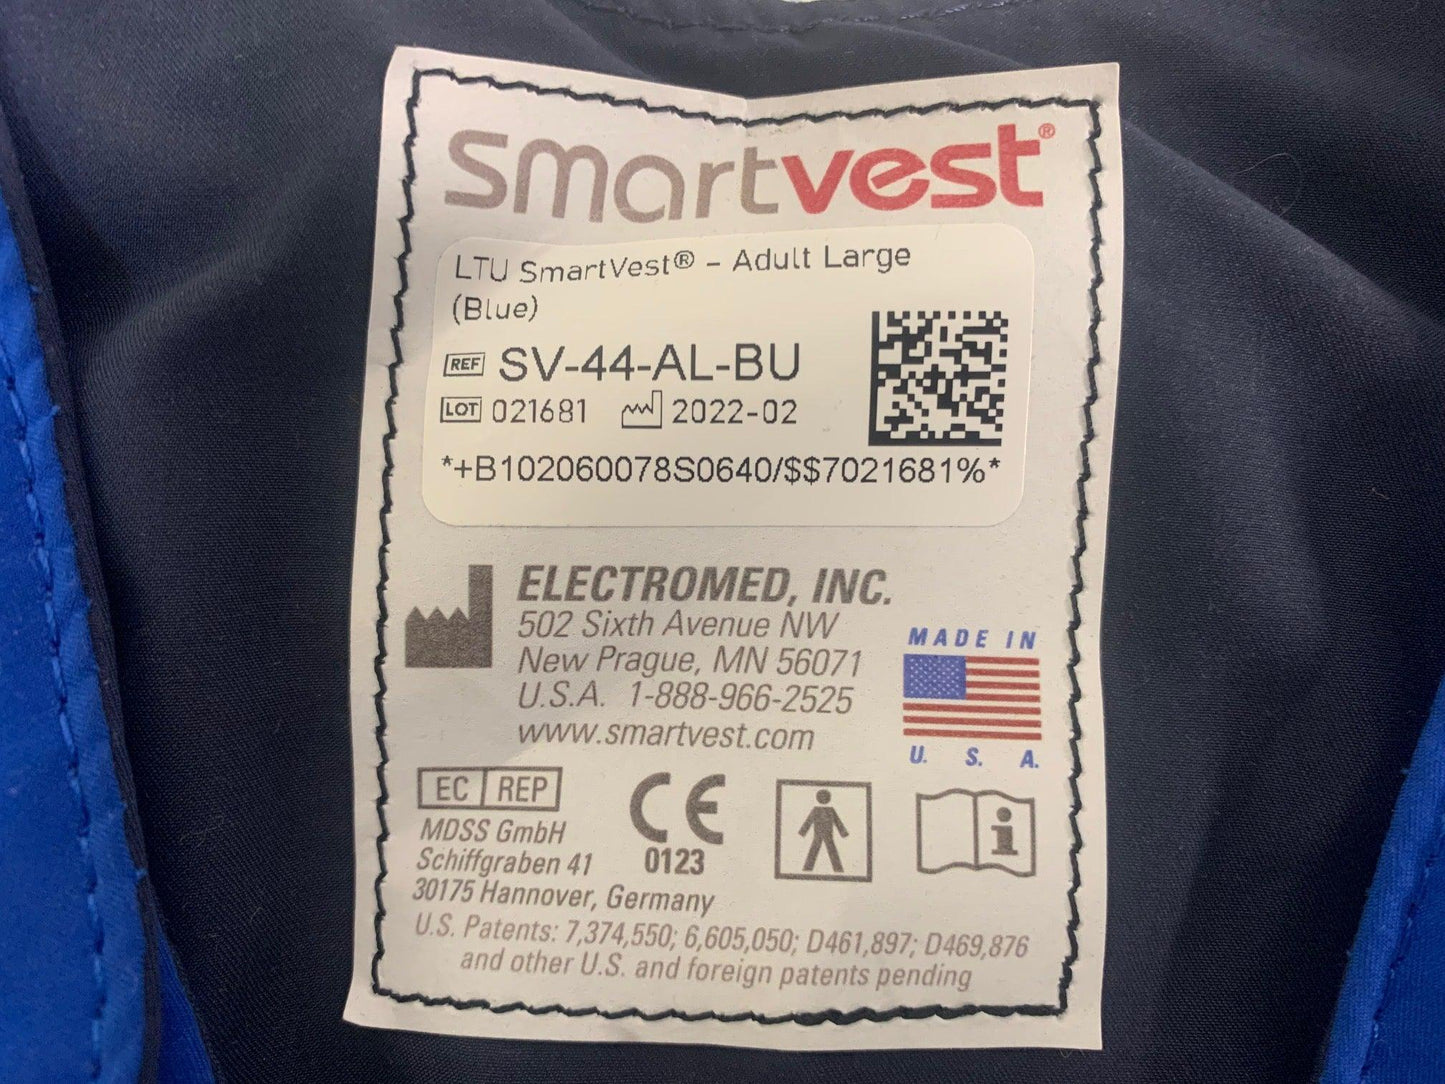 smartvest®
LTU SmartVest® – Adult Large
(Blue)
REF SV-44-AL-BU
LOT 021681 2022-02
*+B102060078S0640/$$7021681%*
ELECTROMED, INC.
502 Sixth Avenue NW
New Prague, MN 56071
U.S.A. 1-888-966-2525
www.smartvest.com
MADE IN
U. S. A.
EC REP
MDSS GmbH
Schiffgraben 41
30175 Hannover, Germany
CE
0123
i
U.S. Patents: 7,374,550; 6,605,050; D461,897; D469,876
and other U.S. and foreign patents pending